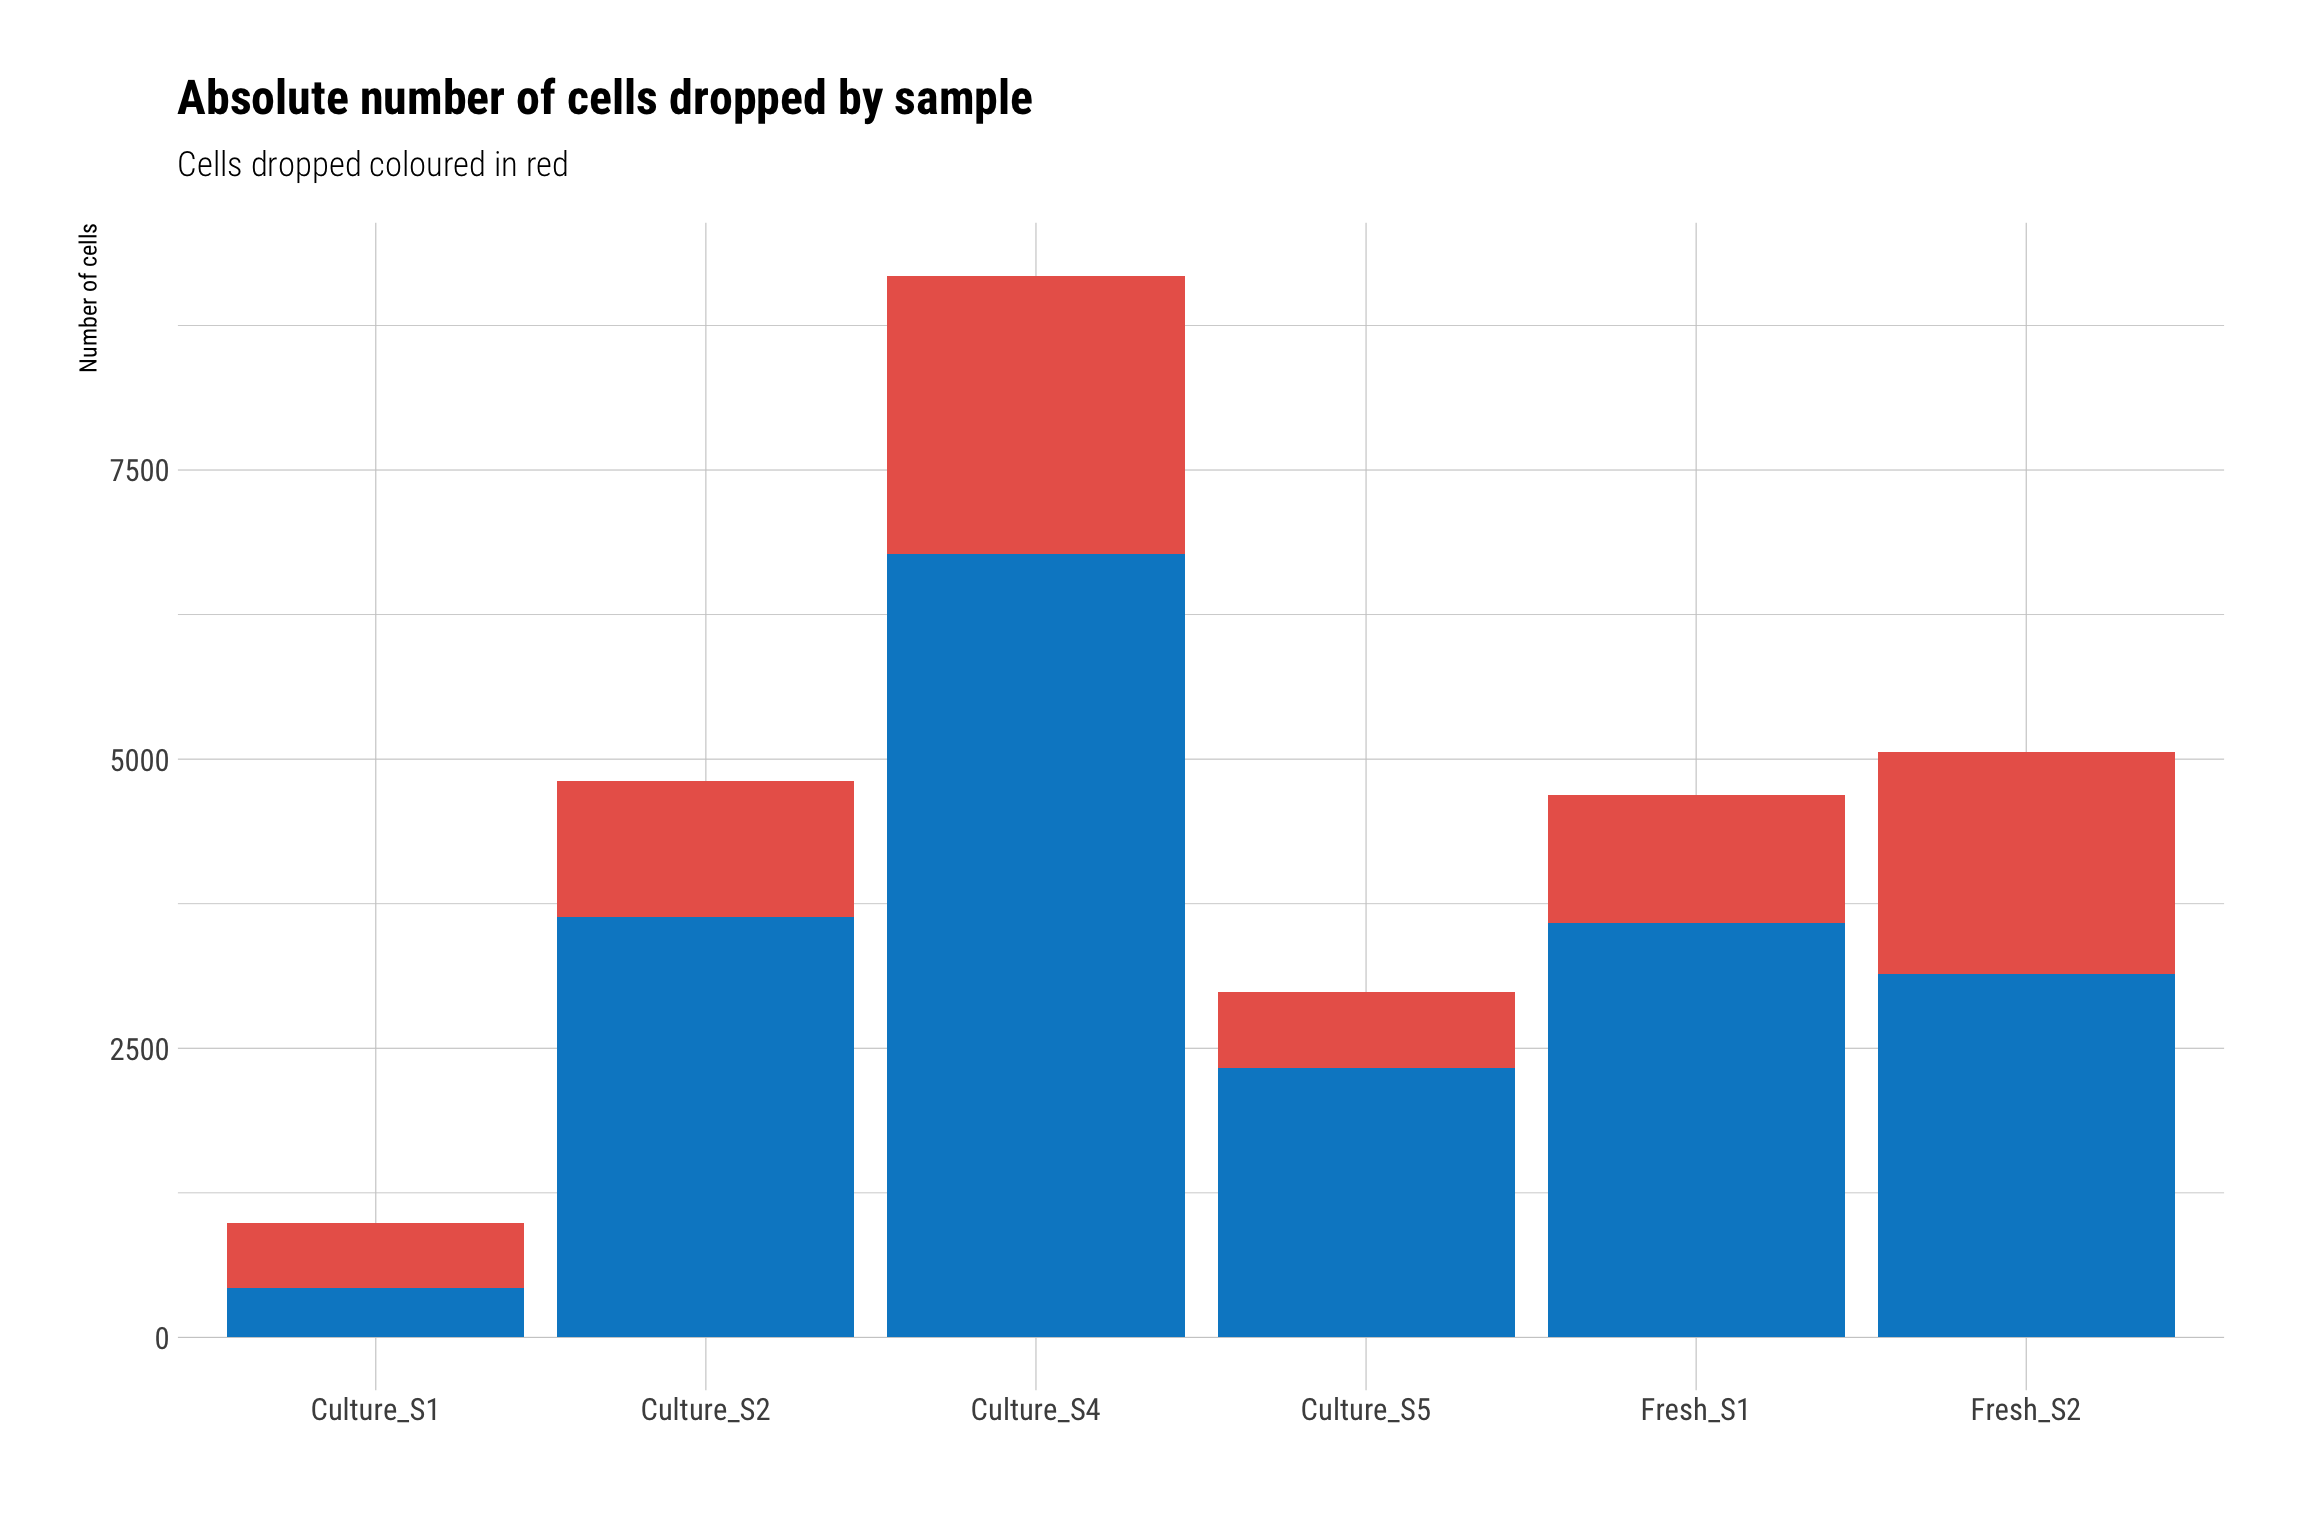 Absolute number of cells dropped by sample
Cells dropped coloured in red
Number of cells
7500
5000
2500
0
Culture_S1 Culture_S2 Culture_S4 Culture_S5 Fresh_S1 Fresh_S2